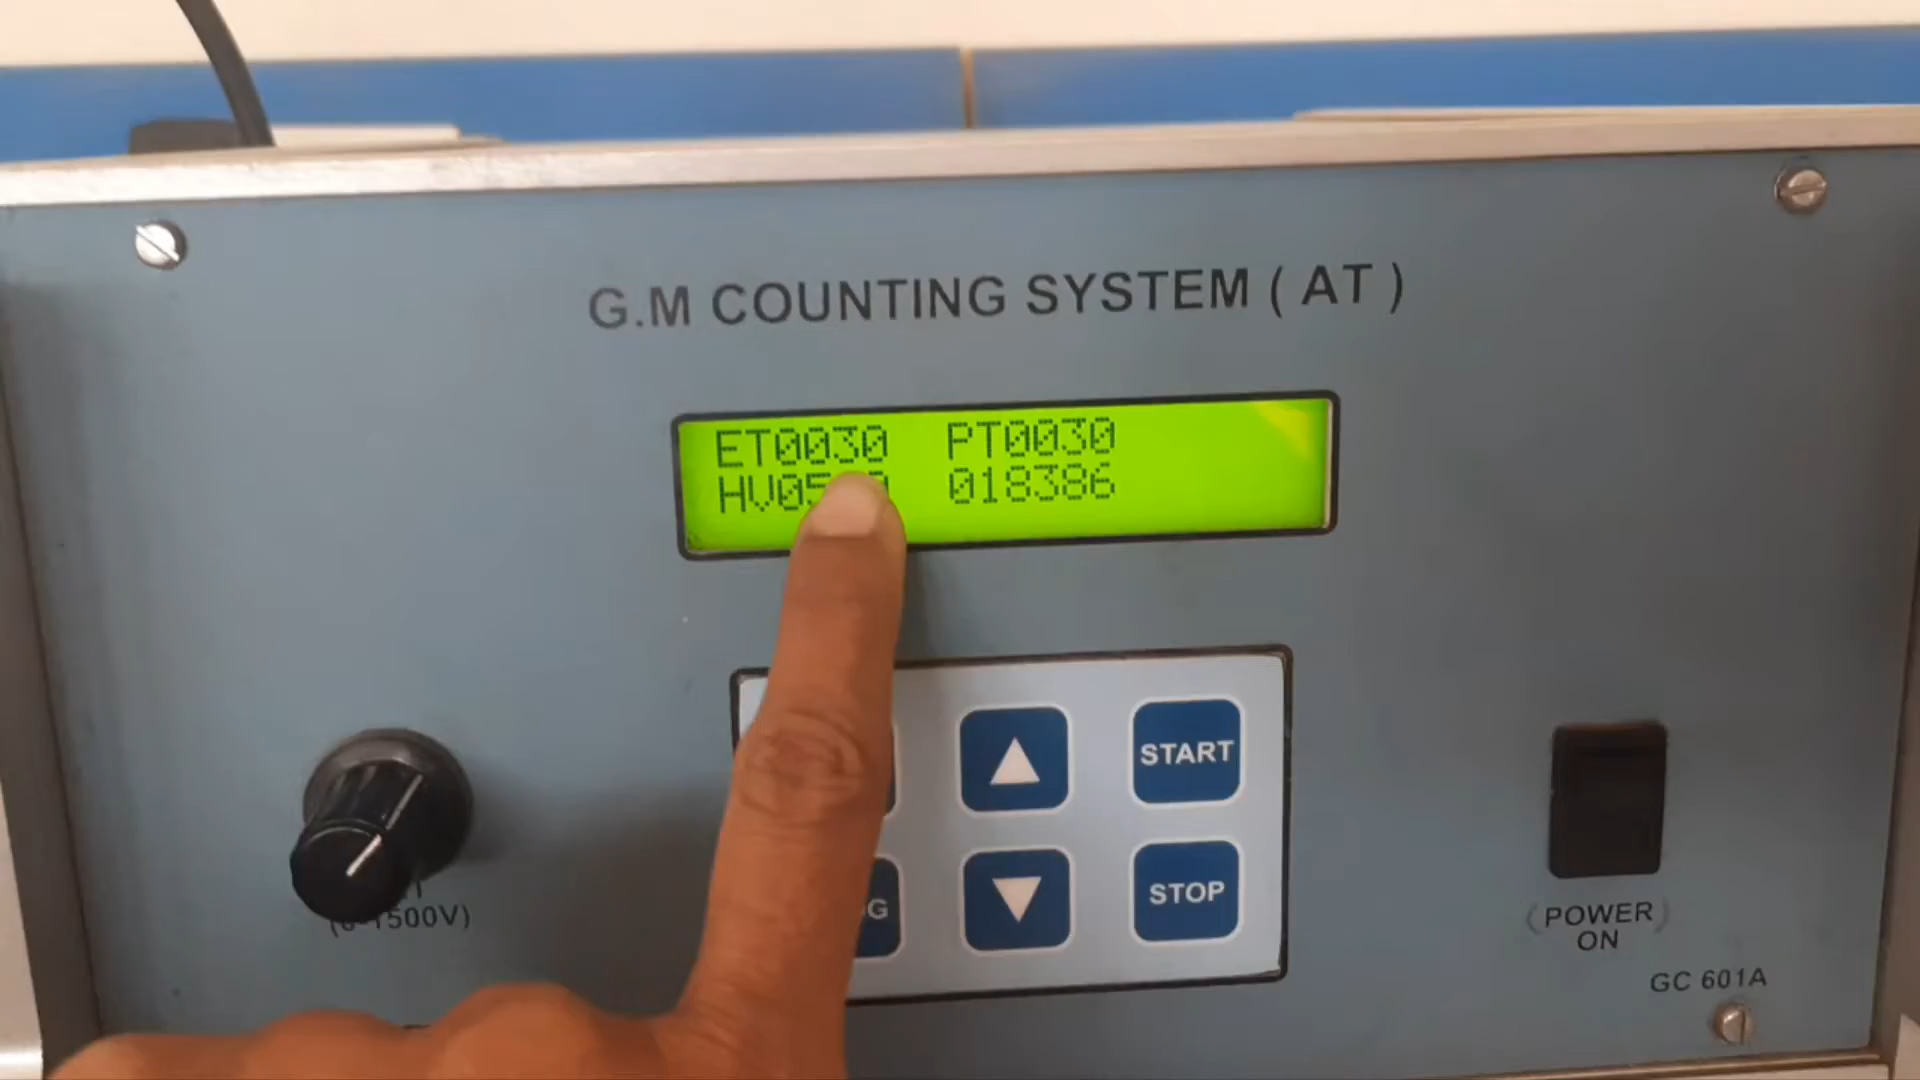 G.M COUNTING SYSTEM ( AT )
ET0030 PT0030
018386
START
STOP
(POWER)
ON
GC 601A